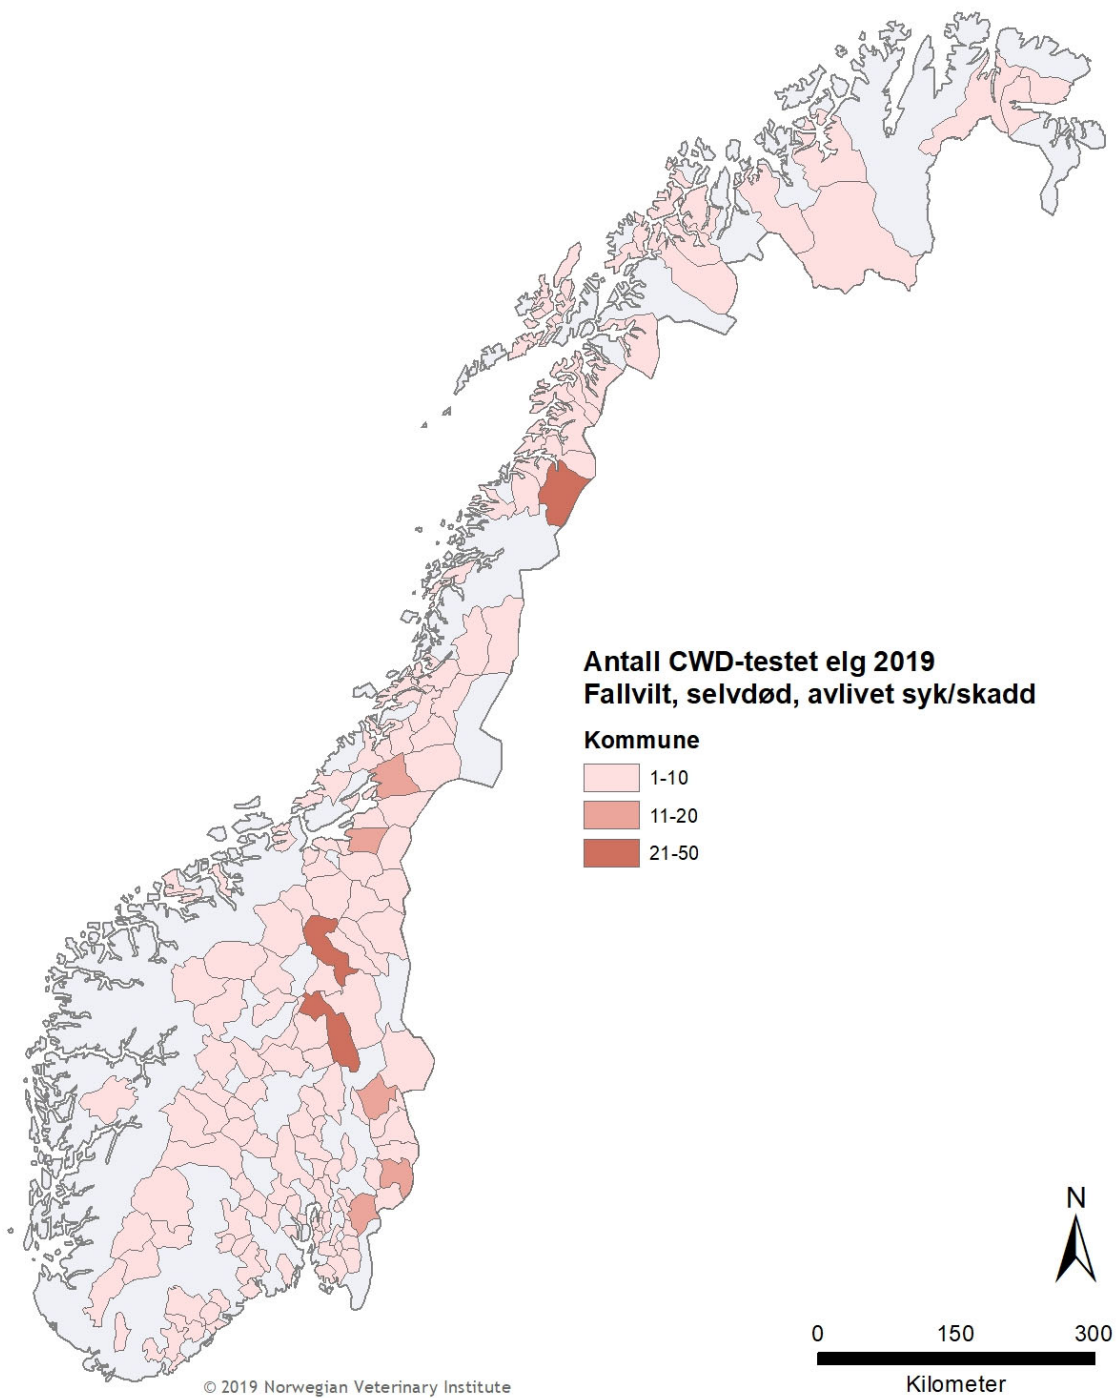 Antall CWD-testet elg 2019
Fallvilt, selvdød, avlivet syk/skadd
Kommune
1-10
11-20
21-50
N
0 150 300
Kilometer
© 2019 Norwegian Veterinary Institute